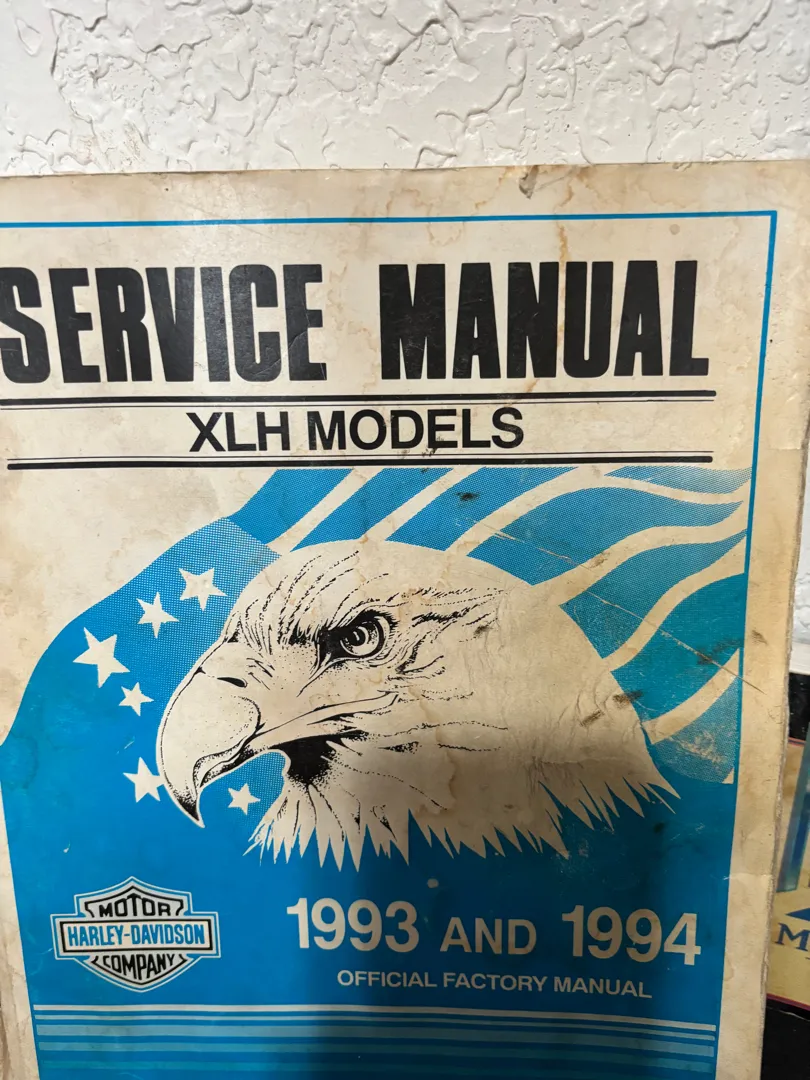 SERVICE MANUAL
XLH MODELS
MOTOR
HARLEY-DAVIDSON
COMPANY
1993 AND 1994
OFFICIAL FACTORY MANUAL